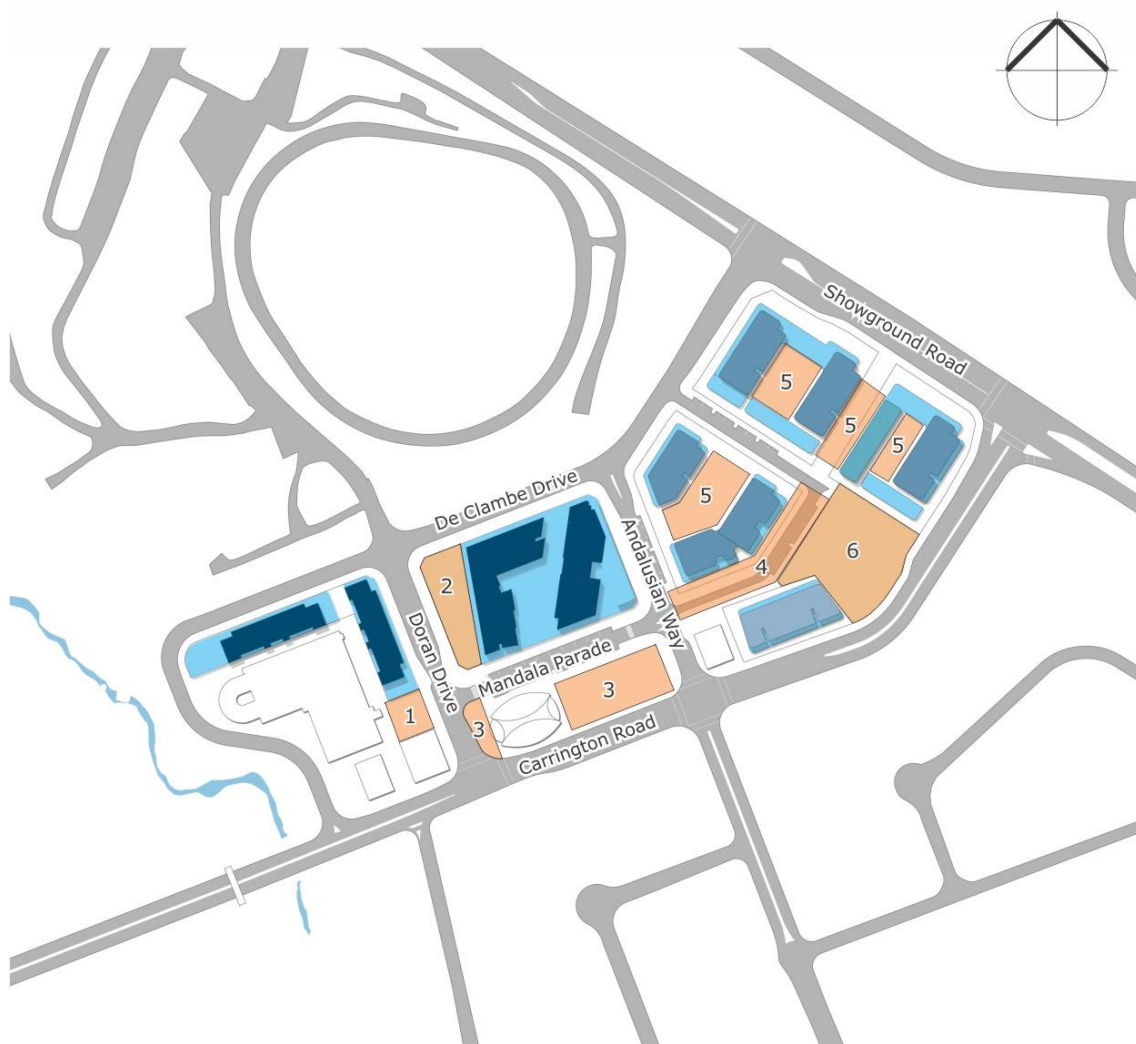 Showground Road
5
5
5
5
De Clambe Drive
Andalusian Way
6
4
2
Doran Drive
Mandala Parade
3
1
3
Carrington Road